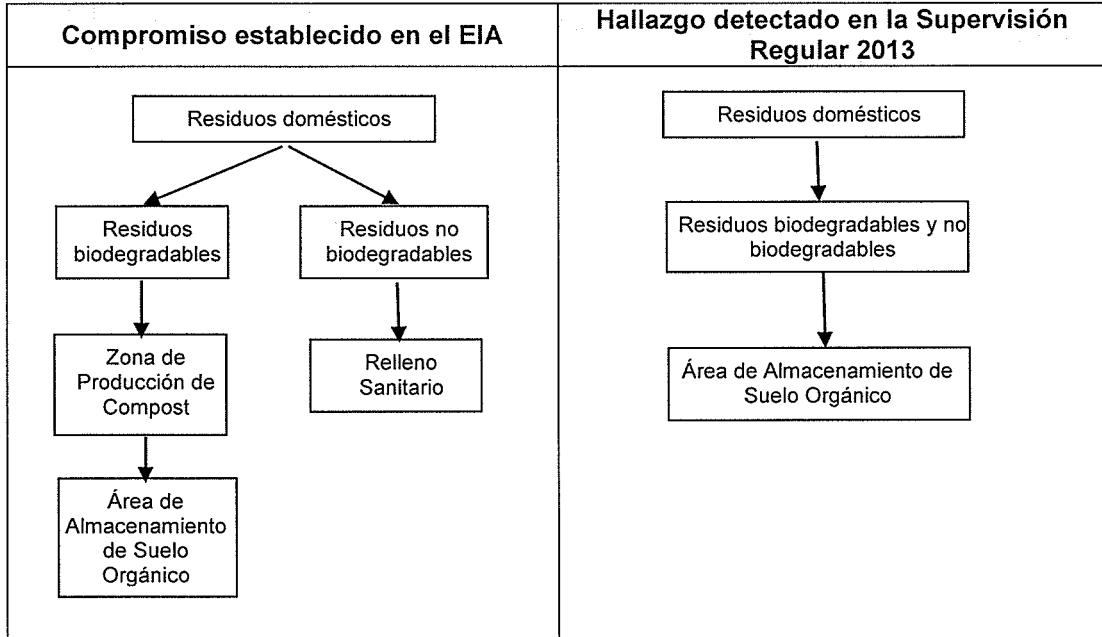 Compromiso establecido en el EIA
Hallazgo detectado en la Supervisión
Regular 2013
Residuos domésticos
Residuos
biodegradables
Residuos no
biodegradables
Zona de
Producción de
Compost
Relleno
Sanitario
Área de
Almacenamiento
de Suelo
Orgánico
Residuos domésticos
Residuos biodegradables y no
biodegradables
Área de Almacenamiento de
Suelo Orgánico